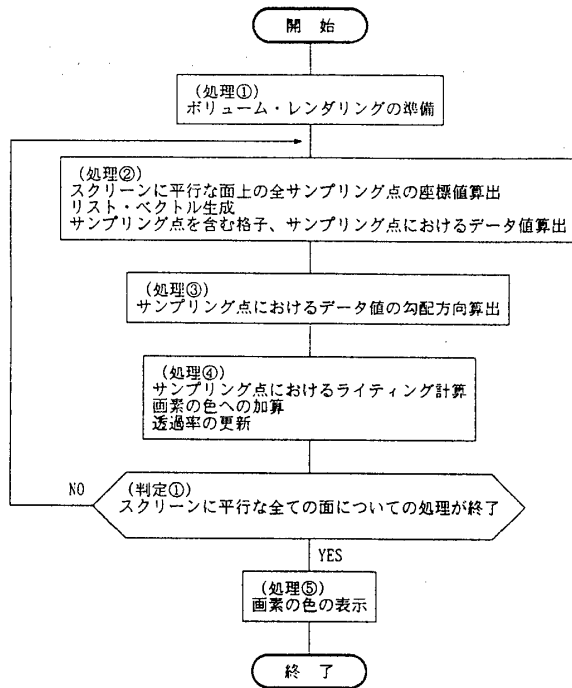 開 始
(処理①)
ボリューム・レンダリングの準備
(処理②)
スクリーンに平行な面上の全サンプリング点の座標値算出
リスト・ベクトル生成
サンプリング点を含む格子、サンプリング点におけるデータ値算出
(処理③)
サンプリング点におけるデータ値の勾配方向算出
(処理④)
サンプリング点におけるライティング計算
画素の色への加算
透過率の更新
NO
(判定①)
スクリーンに平行な全ての面についての処理が終了
YES
(処理⑤)
画素の色の表示
終 了